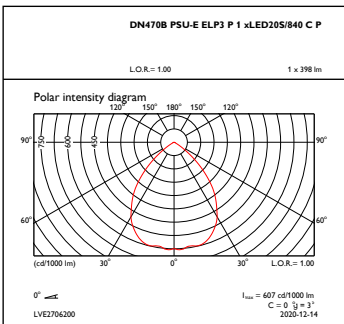 DN470B PSU-E ELP3 P 1 xLED20S/840 C P
L.O.R.= 1.00 1 x 398 lm
Polar intensity diagram
120° 150° 180° 150° 120°
90° 750 600 450 90°
60° 60°
(cd/1000 lm) 30° 0° 30° L.O.R.= 1.00
0°
Imax = 607 cd/1000 lm
C = 0 °g = 3°
LVE2706200 2020-12-14